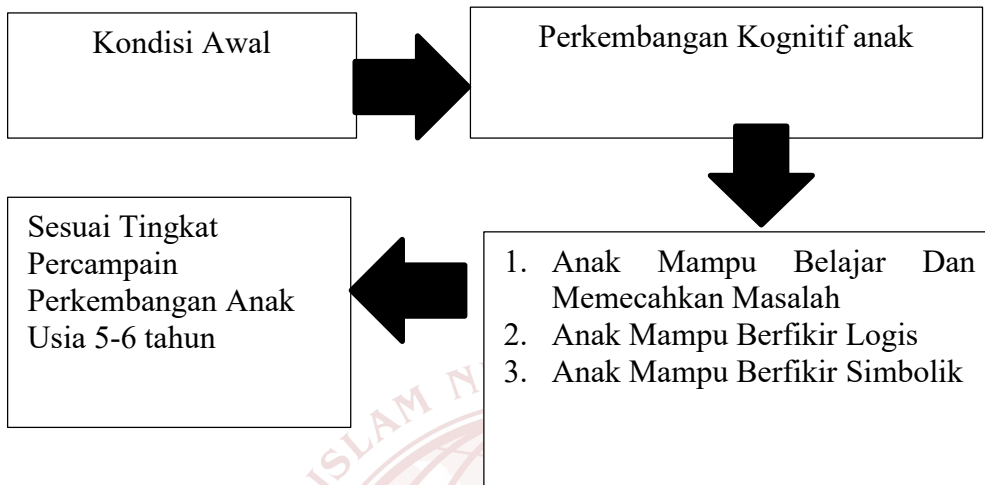 Kondisi Awal
Perkembangan Kognitif anak
1. Anak Mampu Belajar Dan
Memecahkan Masalah
2. Anak Mampu Berfikir Logis
3. Anak Mampu Berfikir Simbolik
Sesuai Tingkat
Percampain
Perkembangan Anak
Usia 5-6 tahun
ISLAM